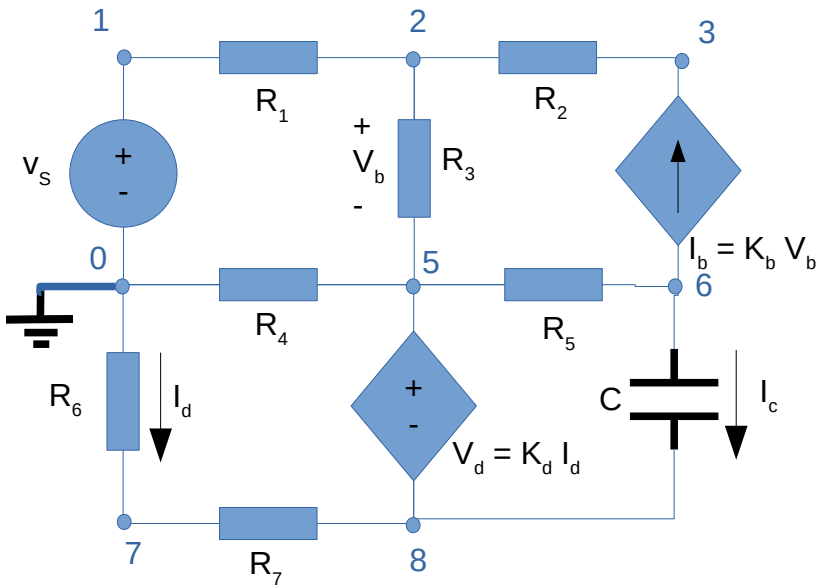 1
2
3
R1
R2
vS
+
-
+
Vb
-
R3
Ib = Kb Vb
0
5
6
R4
R5
R6
Id
+
-
Vd = Kd Id
C
Ic
7
8
R7